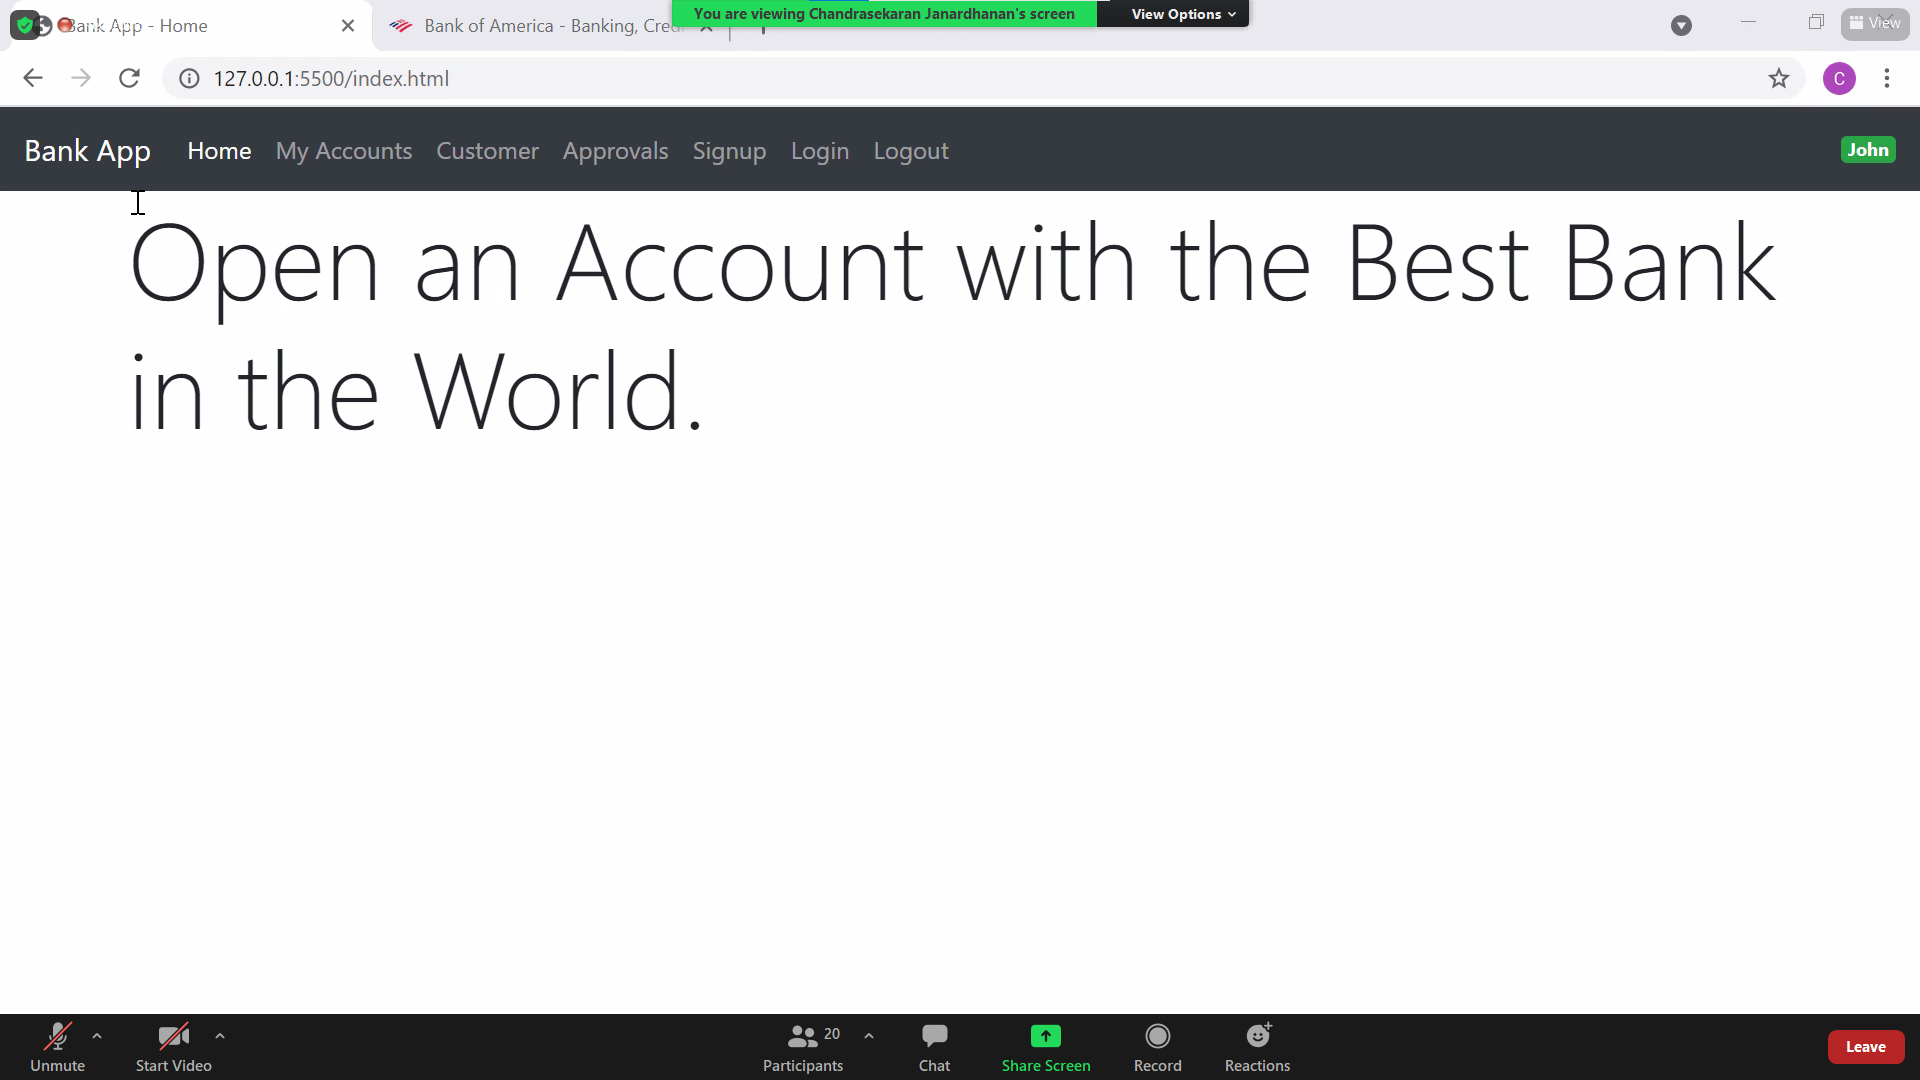 Bank App - Home
Bank of America - Banking, Cre
You are viewing Chandrasekaran Janardhanan's screen
View Options
View
127.0.0.1:5500/index.html
C
Bank App Home My Accounts Customer Approvals Signup Login Logout
John
Open an Account with the Best Bank
in the World.
Unmute
Start Video
20
Participants
Chat
Share Screen
Record
Reactions
Leave